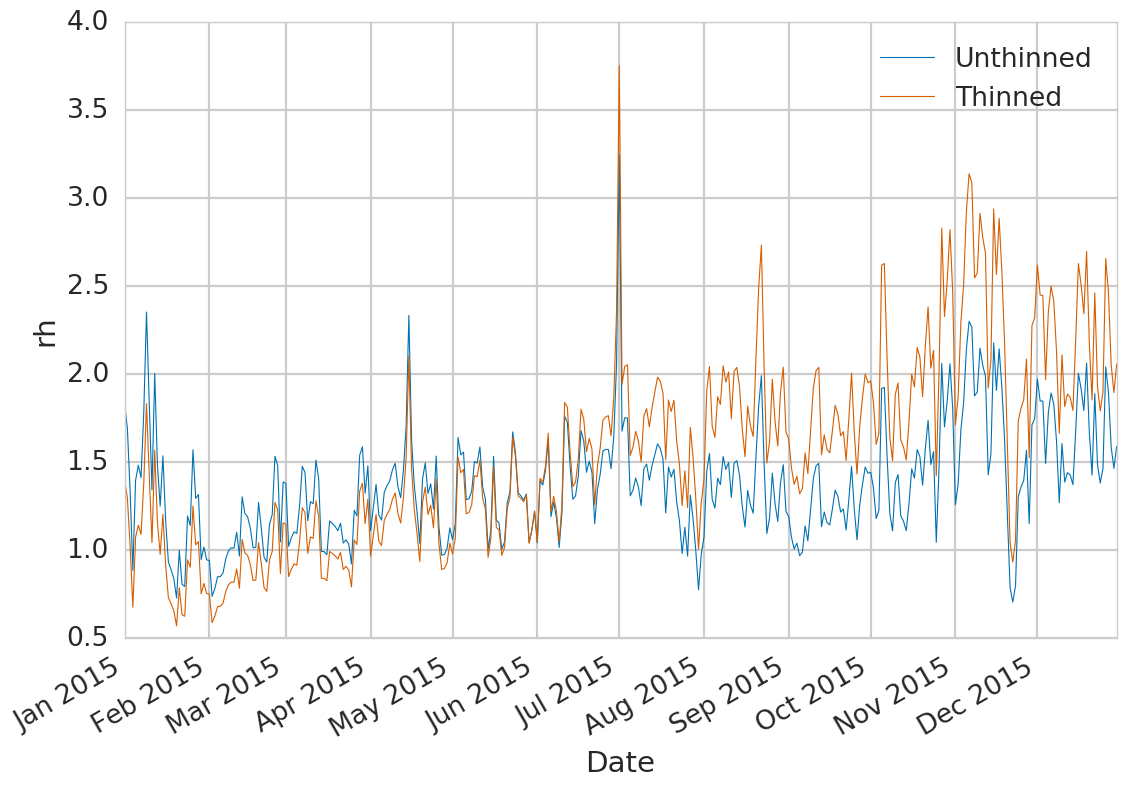 4.0
3.5
3.0
2.5
2.0
1.5
1.0
0.5
rh
Unthinned
Thinned
Jan 2015
Feb 2015
Mar 2015
Apr 2015
May 2015
Jun 2015
Jul 2015
Aug 2015
Sep 2015
Oct 2015
Nov 2015
Dec 2015
Date